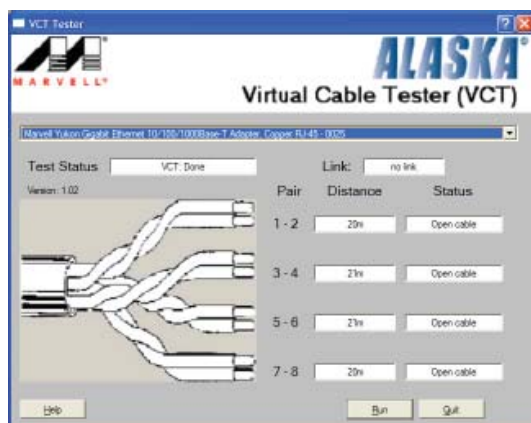 VCT Tester
MARVELL®
ALASKA®
Virtual Cable Tester (VCT)
Marvell Yukon Gigabit Ethernet 10/100/1000Base-T Adapter, Copper RJ-45 - 0025
Test Status VCT: Done Link: no link
Version: 1.02
Pair Distance Status
1 - 2 20m Open cable
3 - 4 21m Open cable
5 - 6 21m Open cable
7 - 8 20m Open cable
Help Run Quit